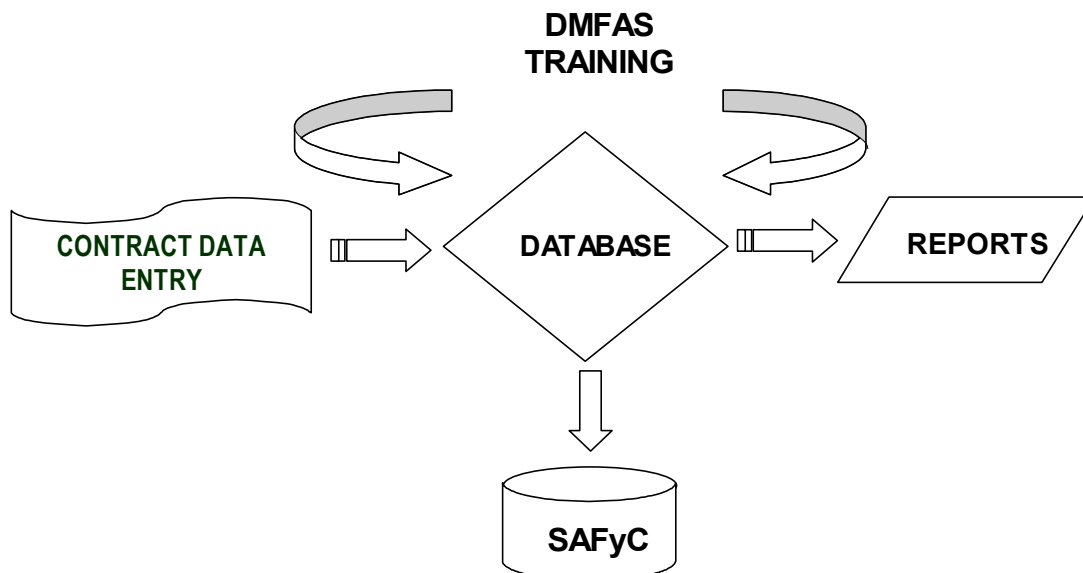 DMFAS
TRAINING
CONTRACT DATA
ENTRY
DATABASE
REPORTS
SAFyC